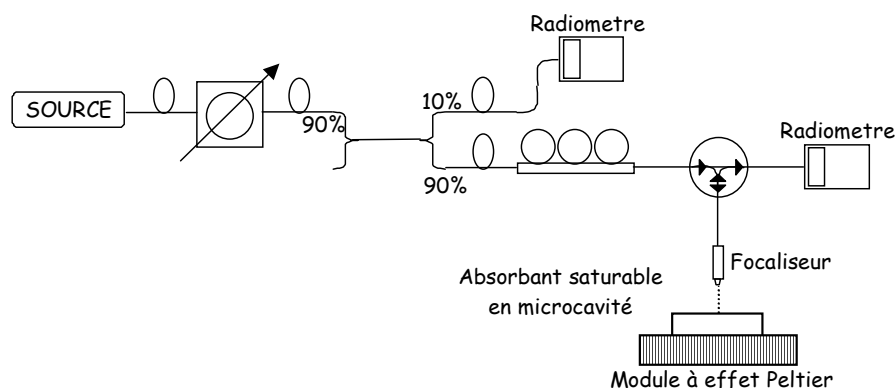 Radiometre
SOURCE
10%
90%
90%
Radiometre
Focaliseur
Absorbant saturable
en microcavité
Module à effet Peltier